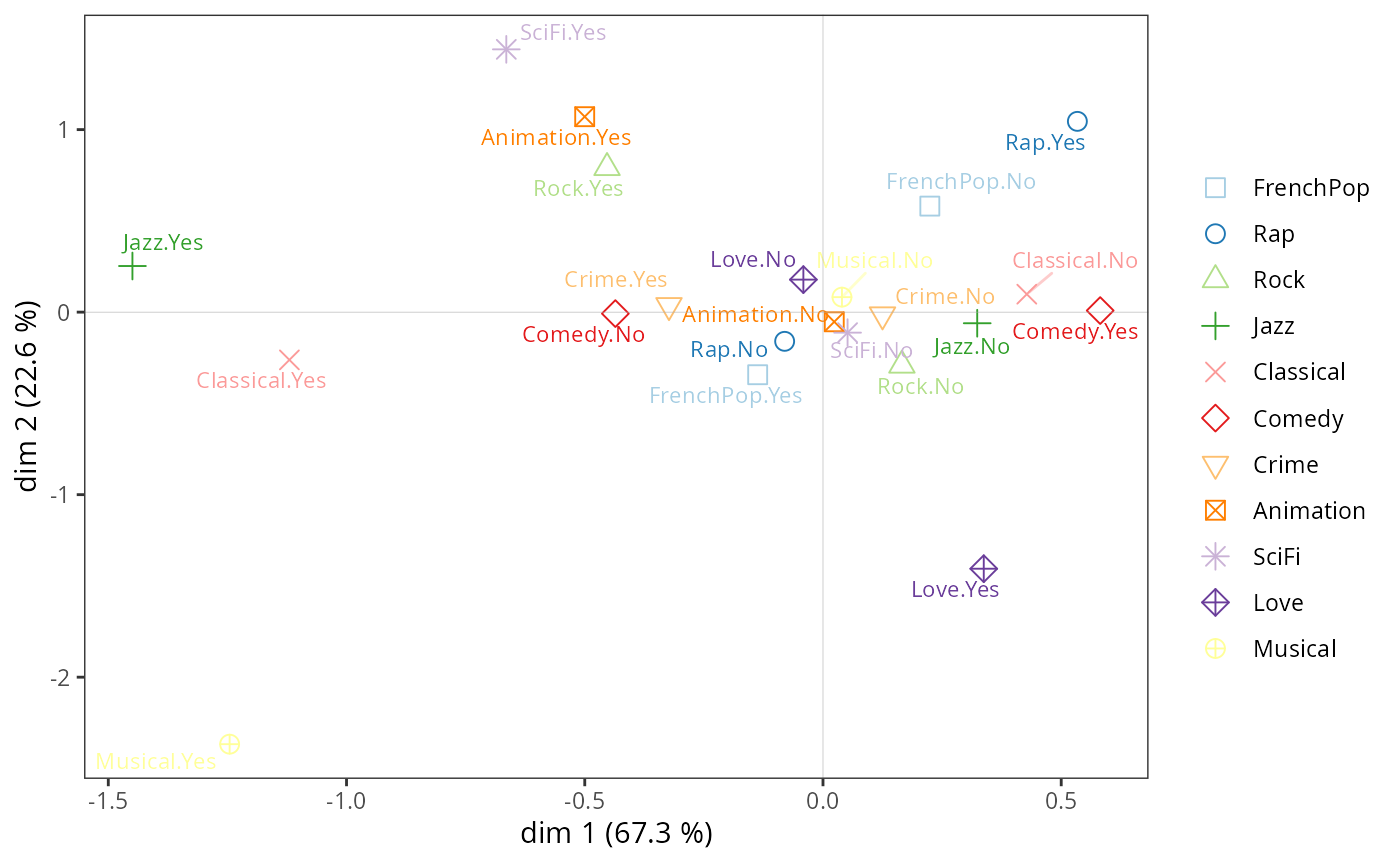 SciFi.Yes
Animation.Yes
Rap.Yes
Rock.Yes
FrenchPop.No
Jazz.Yes
Love.No
Musical.No
Classical.No
Crime.Yes
Crime.No
Animation.No
Comedy.No
Comedy.Yes
Rap.No
SciFi.No
Jazz.No
Classical.Yes
Rock.No
FrenchPop.Yes
Love.Yes
Musical.Yes
1
0
-1
-2
-1.5
-1.0
-0.5
0.0
0.5
dim 1 (67.3 %)
dim 2 (22.6 %)
FrenchPop
Rap
Rock
Jazz
Classical
Comedy
Crime
Animation
SciFi
Love
Musical